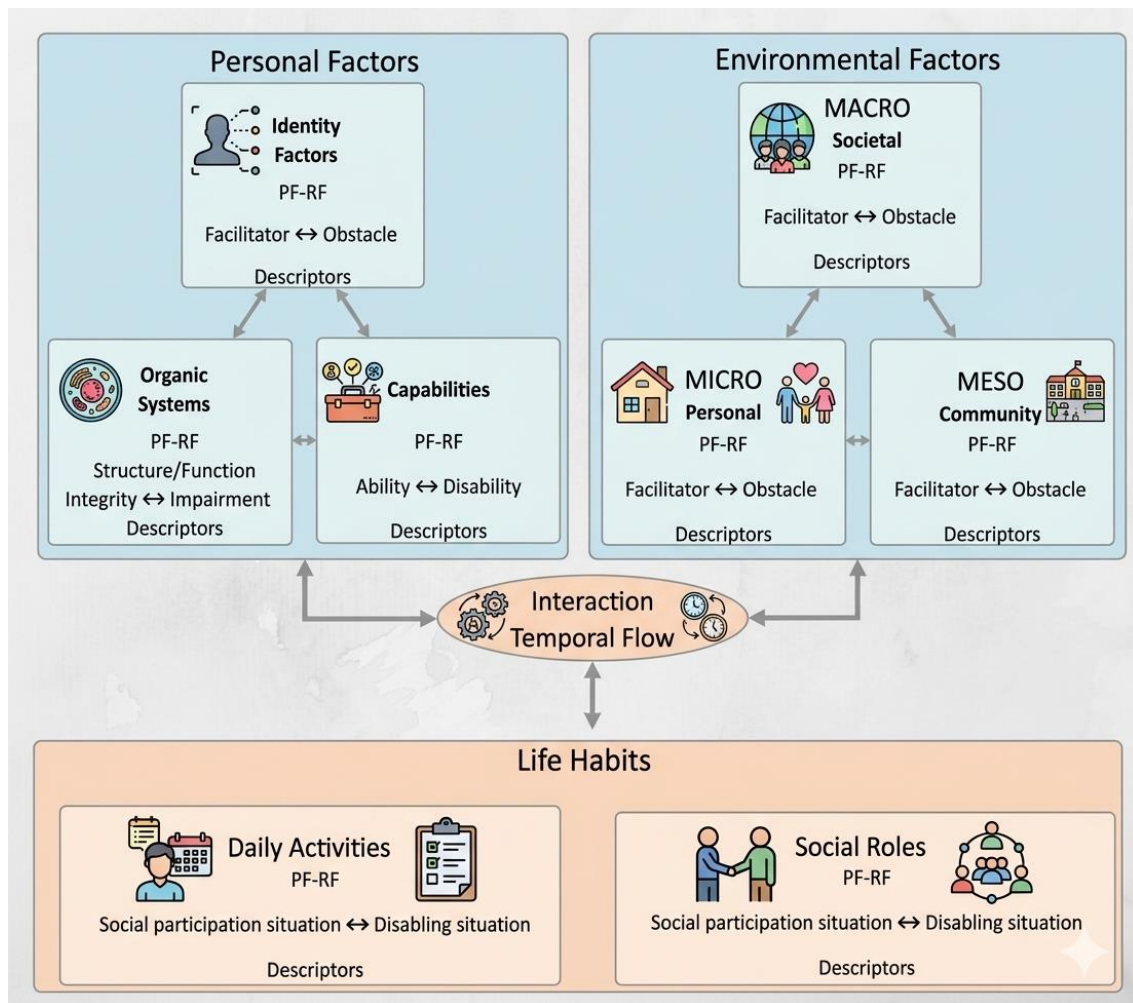 Personal Factors
Identity
Factors
PF-RF
Facilitator ↔ Obstacle
Descriptors
Organic
Systems
PF-RF
Structure/Function
Integrity ↔ Impairment
Descriptors
Capabilities
PF-RF
Ability ↔ Disability
Descriptors
Environmental Factors
MACRO
Societal
PF-RF
Facilitator ↔ Obstacle
Descriptors
MICRO
Personal
PF-RF
Facilitator ↔ Obstacle
Descriptors
MESO
Community
PF-RF
Facilitator ↔ Obstacle
Descriptors
Interaction
Temporal Flow
Life Habits
Daily Activities
PF-RF
Social participation situation ↔ Disabling situation
Descriptors
Social Roles
PF-RF
Social participation situation ↔ Disabling situation
Descriptors